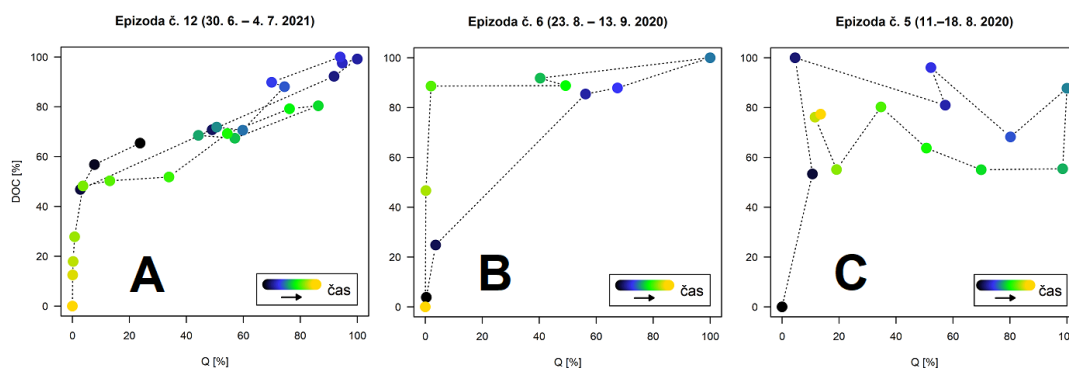 Epizoda č. 12 (30. 6. – 4. 7. 2021)
100
80
60
40
20
0
DOC [%]
A
čas
0 20 40 60 80 100
Q [%]
Epizoda č. 6 (23. 8. – 13. 9. 2020)
100
80
60
40
20
0
B
čas
0 20 40 60 80 100
Q [%]
Epizoda č. 5 (11.–18. 8. 2020)
100
80
60
40
20
0
C
čas
0 20 40 60 80 100
Q [%]